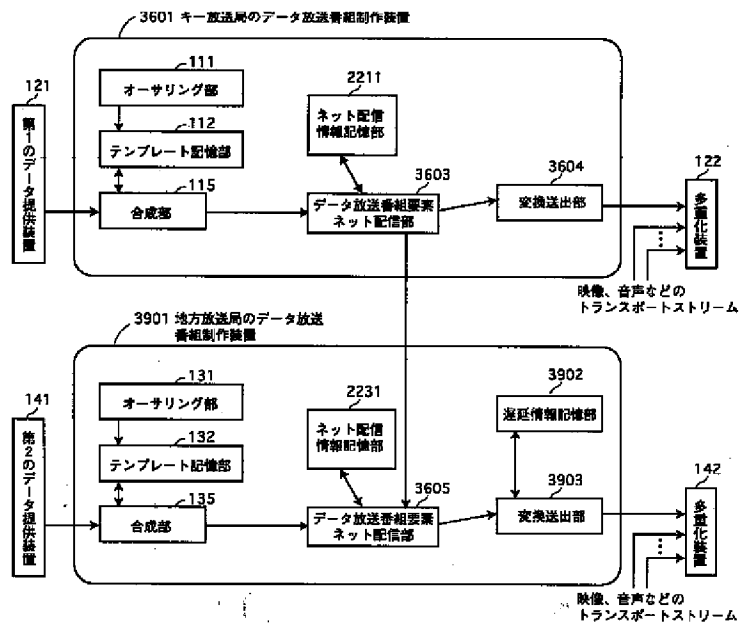 3601 キー放送局のデータ放送番組制作装置
121
第1のデータ提供装置
111
オーサリング部
112
テンプレート記憶部
115
合成部
2211
ネット配信
情報記憶部
3603
データ放送番組要素
ネット配信部
3604
変換送出部
122
多重化装置
映像、音声などの
トランスポートストリーム
3901 地方放送局のデータ放送
番組制作装置
141
第2のデータ提供装置
131
オーサリング部
132
テンプレート記憶部
135
合成部
2231
ネット配信
情報記憶部
3605
データ放送番組要素
ネット配信部
3902
遅延情報記憶部
3903
変換送出部
142
多重化装置
映像、音声などの
トランスポートストリーム